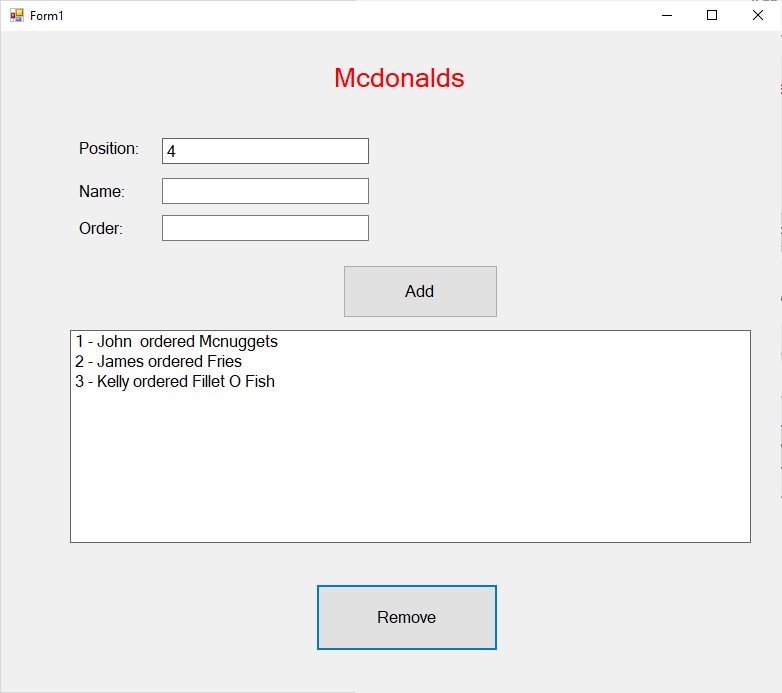 Form1
Mcdonalds
Position: 4
Name:
Order:
Add
1 - John  ordered Mcnuggets
2 - James ordered Fries
3 - Kelly ordered Fillet O Fish
Remove